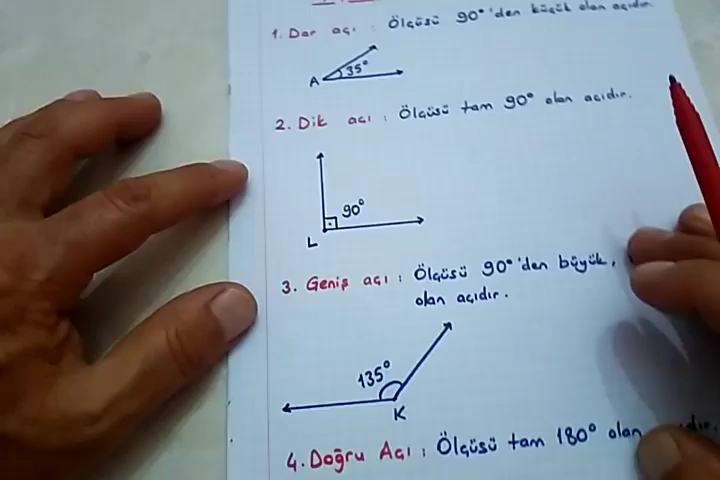 1. Dar açı : Ölçüsü 90°'den küçük olan açıdır.
A 35°
2. Dik açı : Ölçüsü tam 90° olan açıdır.
90°
L
3. Geniş açı : Ölçüsü 90°'den büyük,
olan açıdır.
135°
K
4. Doğru Açı : Ölçüsü tam 180° olan